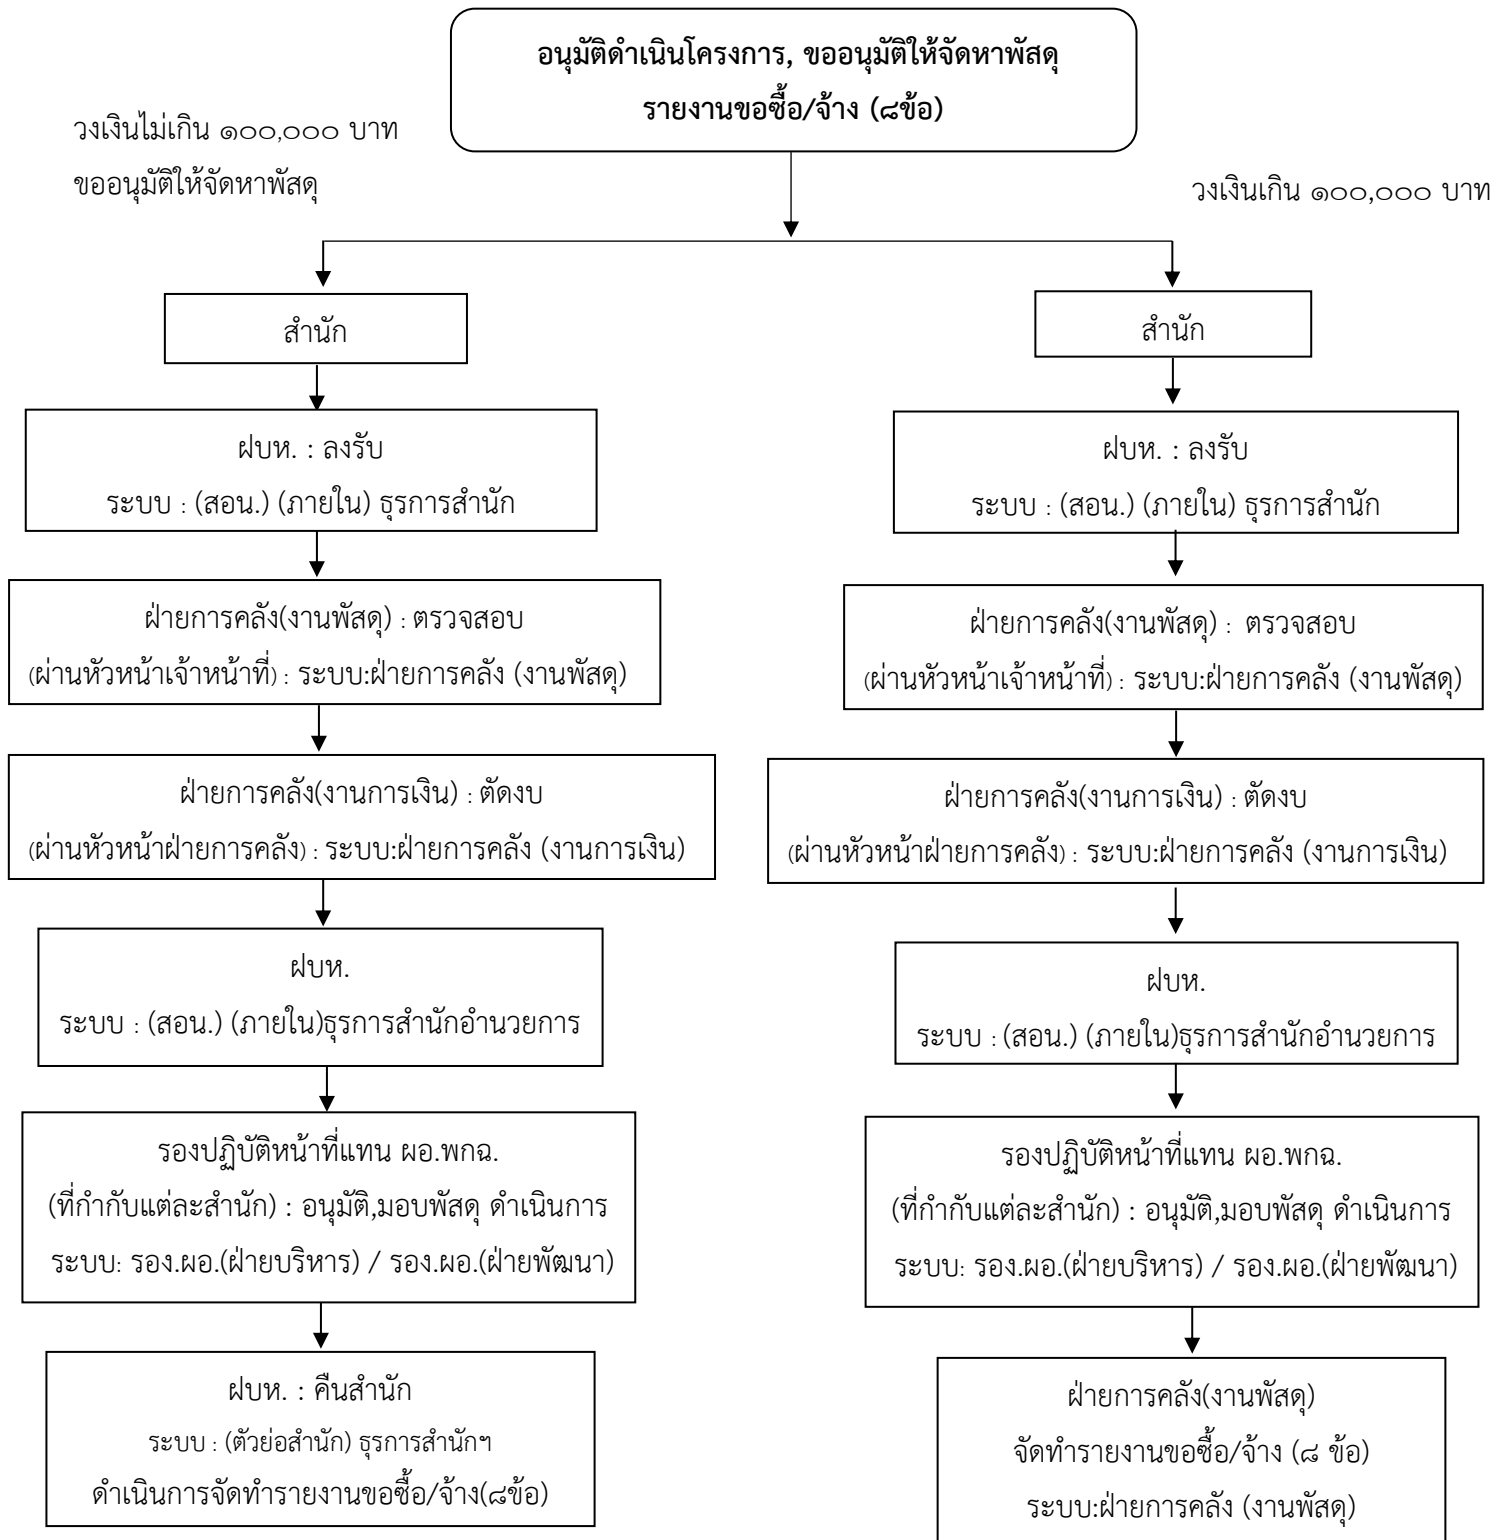 อนุมัติดำเนินโครงการ, ขออนุมัติให้จัดหาพัสดุ
รายงานขอซื้อ/จ้าง (๘ข้อ)
วงเงินไม่เกิน ๑๐๐,๐๐๐ บาท
ขออนุมัติให้จัดหาพัสดุ
วงเงินเกิน ๑๐๐,๐๐๐ บาท
สำนัก
ฝบห. : ลงรับ
ระบบ : (สอน.) (ภายใน) ธุรการสำนัก
ฝ่ายการคลัง(งานพัสดุ) : ตรวจสอบ
(ผ่านหัวหน้าเจ้าหน้าที่) : ระบบ:ฝ่ายการคลัง (งานพัสดุ)
ฝ่ายการคลัง(งานการเงิน) : ตัดงบ
(ผ่านหัวหน้าฝ่ายการคลัง) : ระบบ:ฝ่ายการคลัง (งานการเงิน)
ฝบห.
ระบบ : (สอน.) (ภายใน)ธุรการสำนักอำนวยการ
รองปฏิบัติหน้าที่แทน ผอ.พกฉ.
(ที่กำกับแต่ละสำนัก) : อนุมัติ,มอบพัสดุ ดำเนินการ
ระบบ: รอง.ผอ.(ฝ่ายบริหาร) / รอง.ผอ.(ฝ่ายพัฒนา)
ฝบห. : คืนสำนัก
ระบบ : (ตัวย่อสำนัก) ธุรการสำนักฯ
ดำเนินการจัดทำรายงานขอซื้อ/จ้าง(๘ข้อ)
สำนัก
ฝบห. : ลงรับ
ระบบ : (สอน.) (ภายใน) ธุรการสำนัก
ฝ่ายการคลัง(งานพัสดุ) : ตรวจสอบ
(ผ่านหัวหน้าเจ้าหน้าที่) : ระบบ:ฝ่ายการคลัง (งานพัสดุ)
ฝ่ายการคลัง(งานการเงิน) : ตัดงบ
(ผ่านหัวหน้าฝ่ายการคลัง) : ระบบ:ฝ่ายการคลัง (งานการเงิน)
ฝบห.
ระบบ : (สอน.) (ภายใน)ธุรการสำนักอำนวยการ
รองปฏิบัติหน้าที่แทน ผอ.พกฉ.
(ที่กำกับแต่ละสำนัก) : อนุมัติ,มอบพัสดุ ดำเนินการ
ระบบ: รอง.ผอ.(ฝ่ายบริหาร) / รอง.ผอ.(ฝ่ายพัฒนา)
ฝ่ายการคลัง(งานพัสดุ)
จัดทำรายงานขอซื้อ/จ้าง (๘ ข้อ)
ระบบ:ฝ่ายการคลัง (งานพัสดุ)